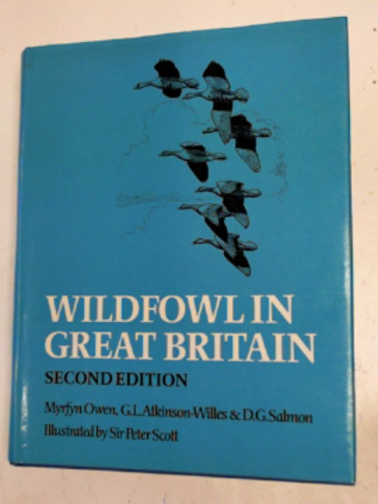 WILDFOWL IN
GREAT BRITAIN
SECOND EDITION
Myrfyn Owen, G.L. Atkinson-Willes & D.G. Salmon
Illustrated by Sir Peter Scott